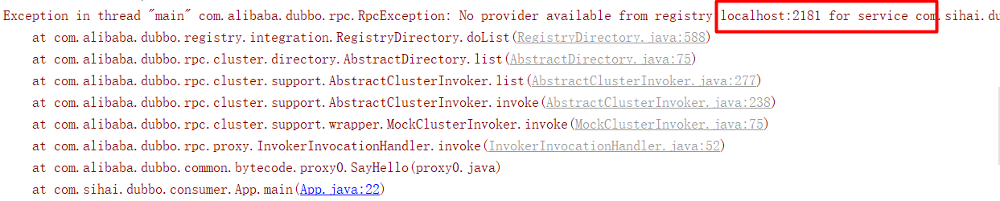 Exception in thread "main" com.alibaba.dubbo.rpc.RpcException: No provider available from registry localhost:2181 for service com.sihai.du
at com.alibaba.dubbo.registry.integration.RegistryDirectory.doList(RegistryDirectory.java:588)
at com.alibaba.dubbo.rpc.cluster.directory.AbstractDirectory.list(AbstractDirectory.java:75)
at com.alibaba.dubbo.rpc.cluster.support.AbstractClusterInvoker.list(AbstractClusterInvoker.java:277)
at com.alibaba.dubbo.rpc.cluster.support.AbstractClusterInvoker.invoke(AbstractClusterInvoker.java:238)
at com.alibaba.dubbo.rpc.cluster.support.wrapper.MockClusterInvoker.invoke(MockClusterInvoker.java:75)
at com.alibaba.dubbo.rpc.proxy.InvokerInvocationHandler.invoke(InvokerInvocationHandler.java:52)
at com.alibaba.dubbo.common.bytecode.proxy0.SayHello(proxy0.java)
at com.sihai.dubbo.consumer.App.main(App.java:22)